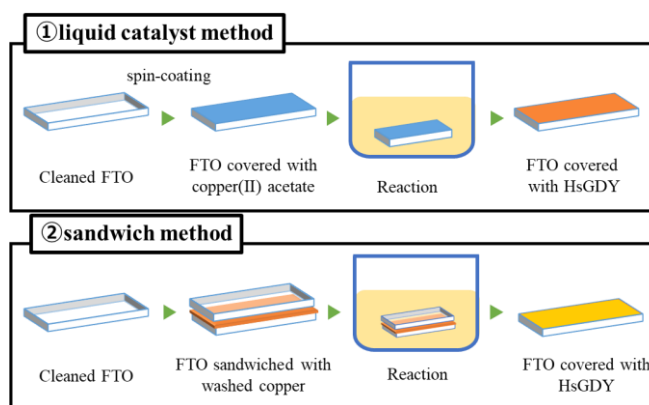 ①liquid catalyst method
spin-coating
Cleaned FTO
FTO covered with
copper(II) acetate
Reaction
FTO covered
with HsGDY
②sandwich method
Cleaned FTO
FTO sandwiched with
washed copper
Reaction
FTO covered with
HsGDY